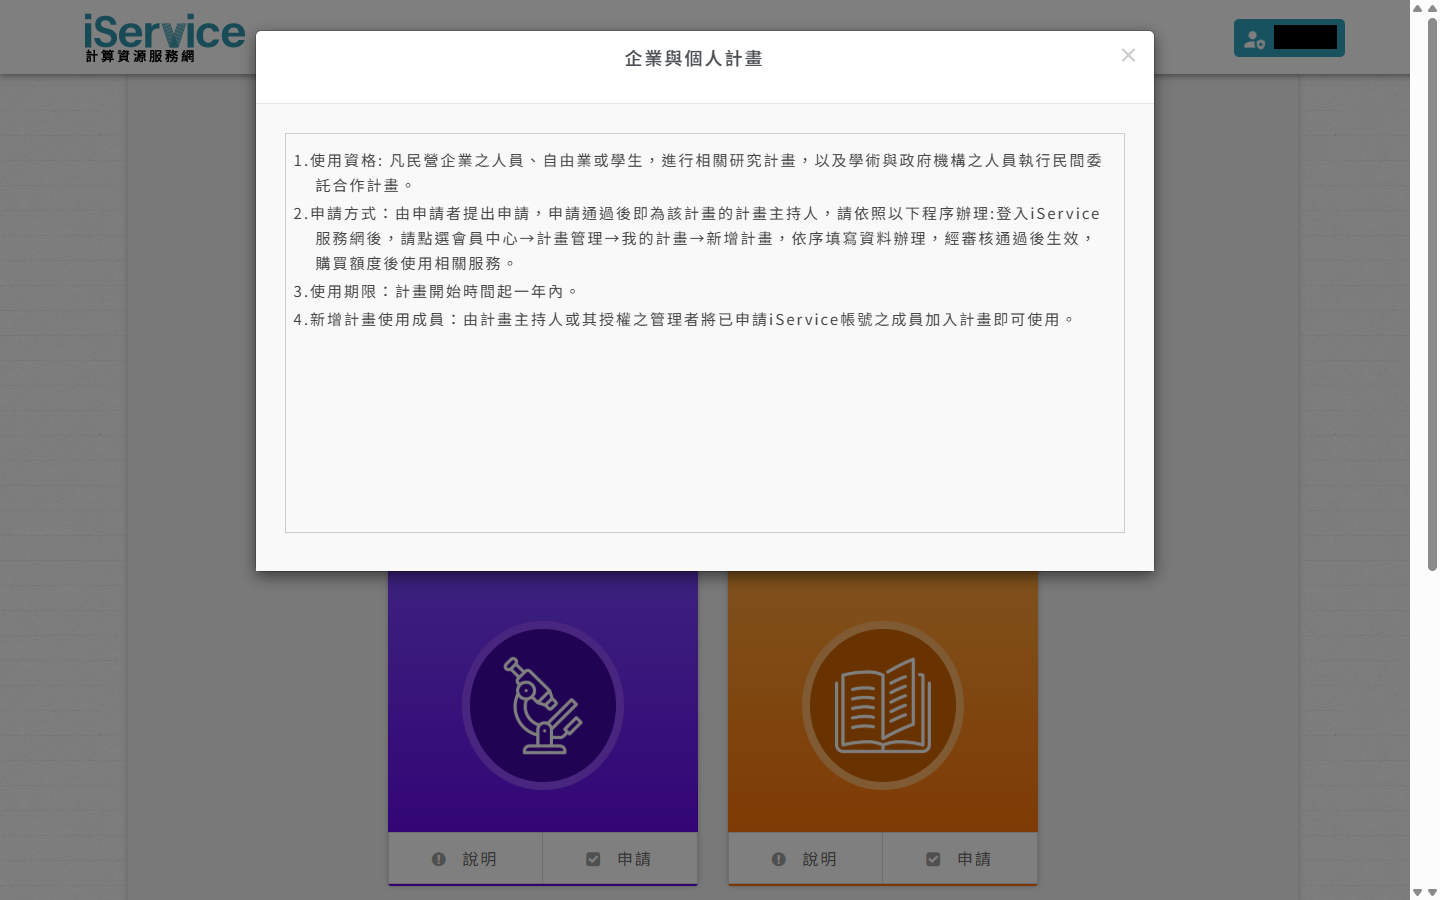 iService
計算資源服務網
企業與個人計畫
1.使用資格: 凡民營企業之人員、自由業或學生，進行相關研究計畫，以及學術與政府機構之人員執行民間委
託合作計畫。
2.申請方式：由申請者提出申請，申請通過後即為該計畫的計畫主持人，請依照以下程序辦理:登入iService
服務網後，請點選會員中心→計畫管理→我的計畫→新增計畫，依序填寫資料辦理，經審核通過後生效，
購買額度後使用相關服務。
3.使用期限：計畫開始時間起一年內。
4.新增計畫使用成員：由計畫主持人或其授權之管理者將已申請iService帳號之成員加入計畫即可使用。
說明 申請 說明 申請